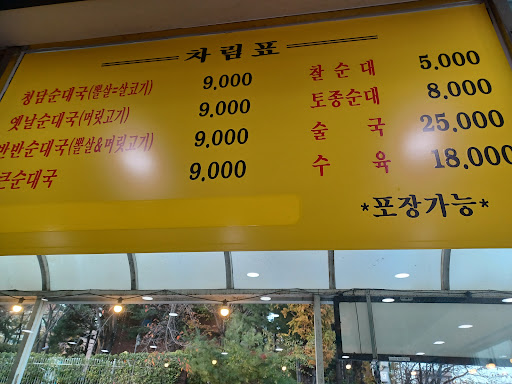 차림표
청담순대국(뽈살=살코기) 9,000
옛날순대국(머릿고기) 9,000
반반순대국(뽈살&머릿고기) 9,000
큰순대국 9,000
찰순대 5,000
토종순대 8,000
술국 25,000
수육 18,000
*포장가능*